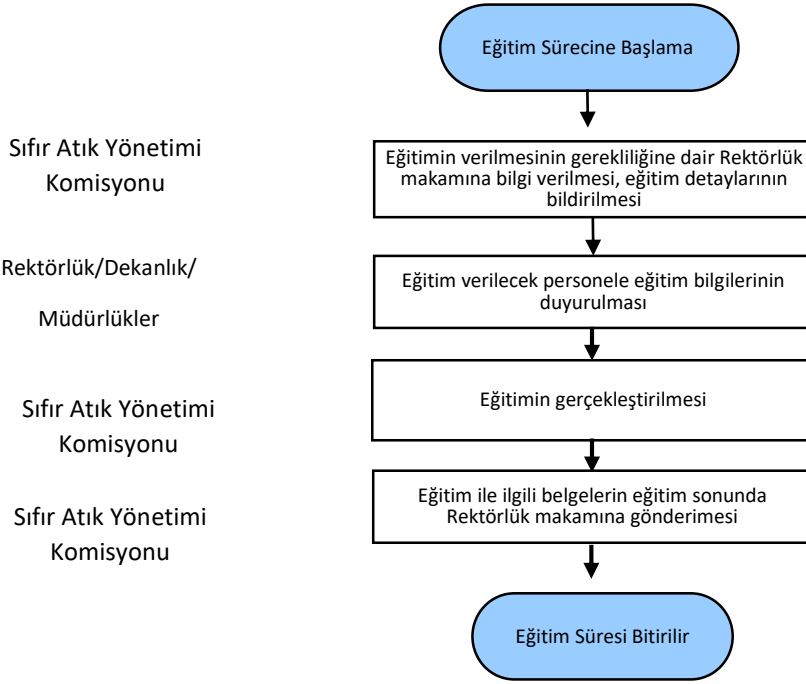 Eğitim Sürecine Başlama
Sıfır Atık Yönetimi
Komisyonu
Eğitimin verilmesinin gerekliliğine dair Rektörlük
makamına bilgi verilmesi, eğitim detaylarının
bildirilmesi
Rektörlük/Dekanlık/
Müdürlükler
Eğitim verilecek personele eğitim bilgilerinin
duyurulması
Sıfır Atık Yönetimi
Komisyonu
Eğitimin gerçekleştirilmesi
Sıfır Atık Yönetimi
Komisyonu
Eğitim ile ilgili belgelerin eğitim sonunda
Rektörlük makamına gönderimesi
Eğitim Süresi Bitirilir